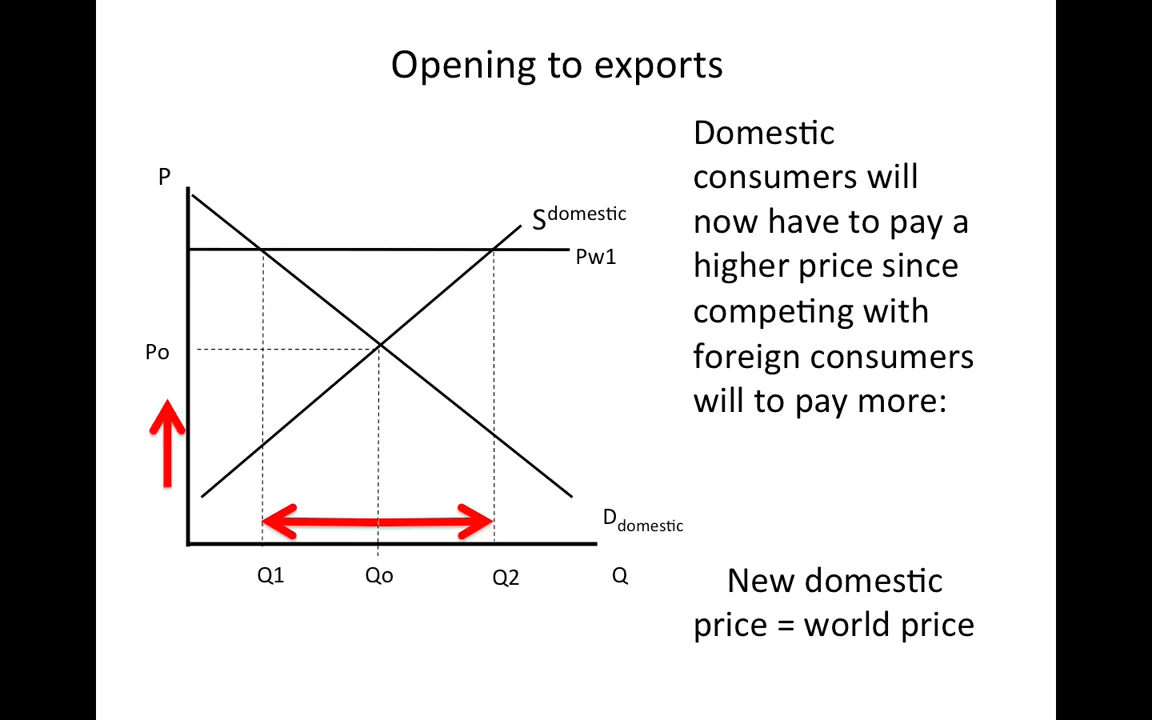 Opening to exports
Domestic
consumers will
now have to pay a
higher price since
competing with
foreign consumers
will to pay more:
P
Sdomestic
Pw1
Po
Ddomestic
Q1
Qo
Q2
Q
New domestic
price = world price